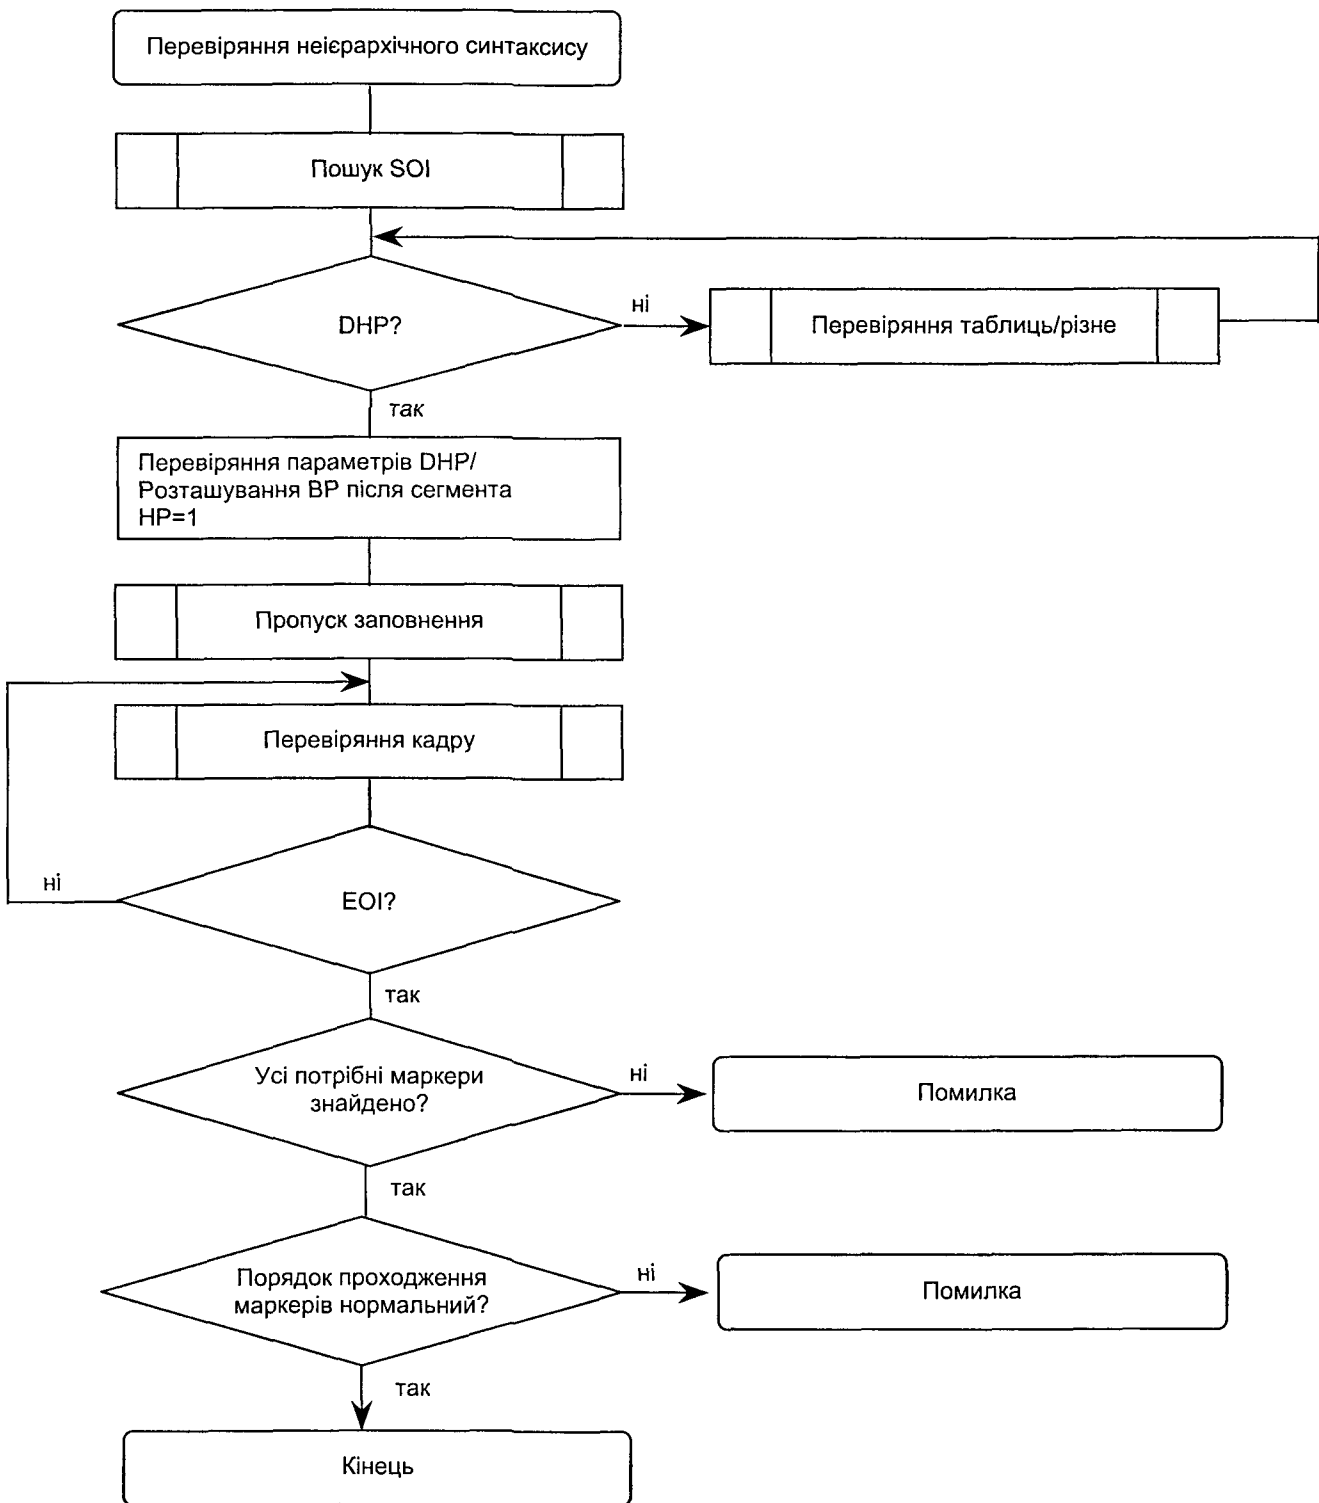 Перевіряння неієрархічного синтаксису
Пошук SOI
DHP?
ні
Перевіряння таблиць/різне
так
Перевіряння параметрів DHP/
Розташування BP після сегмента
HP=1
Пропуск заповнення
Перевіряння кадру
ні
EOI?
так
Усі потрібні маркери
знайдено?
ні
Помилка
так
Порядок проходження
маркерів нормальний?
ні
Помилка
так
Кінець